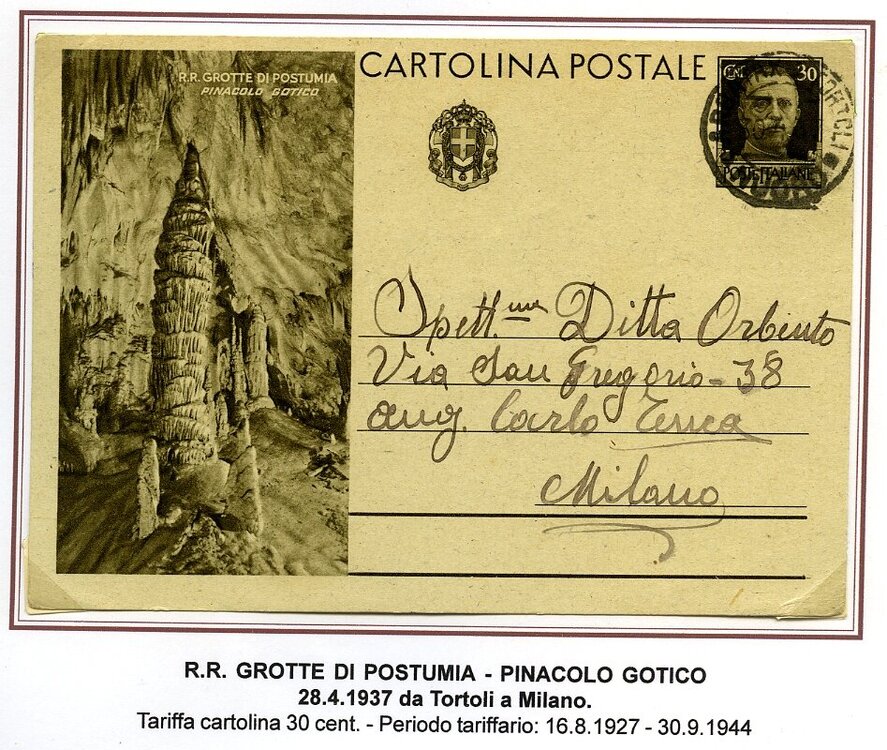 R.R. GROTTE DI POSTUMIA
PINACOLO GOTICO
CARTOLINA POSTALE
CENT. 30
POSTE ITALIANE
Spett.me Ditta Orbinto
Via San Gregorio - 38
ang. Carlo Tenca
Milano
R.R. GROTTE DI POSTUMIA - PINACOLO GOTICO
28.4.1937 da Tortoli a Milano.
Tariffa cartolina 30 cent. - Periodo tariffario: 16.8.1927 - 30.9.1944